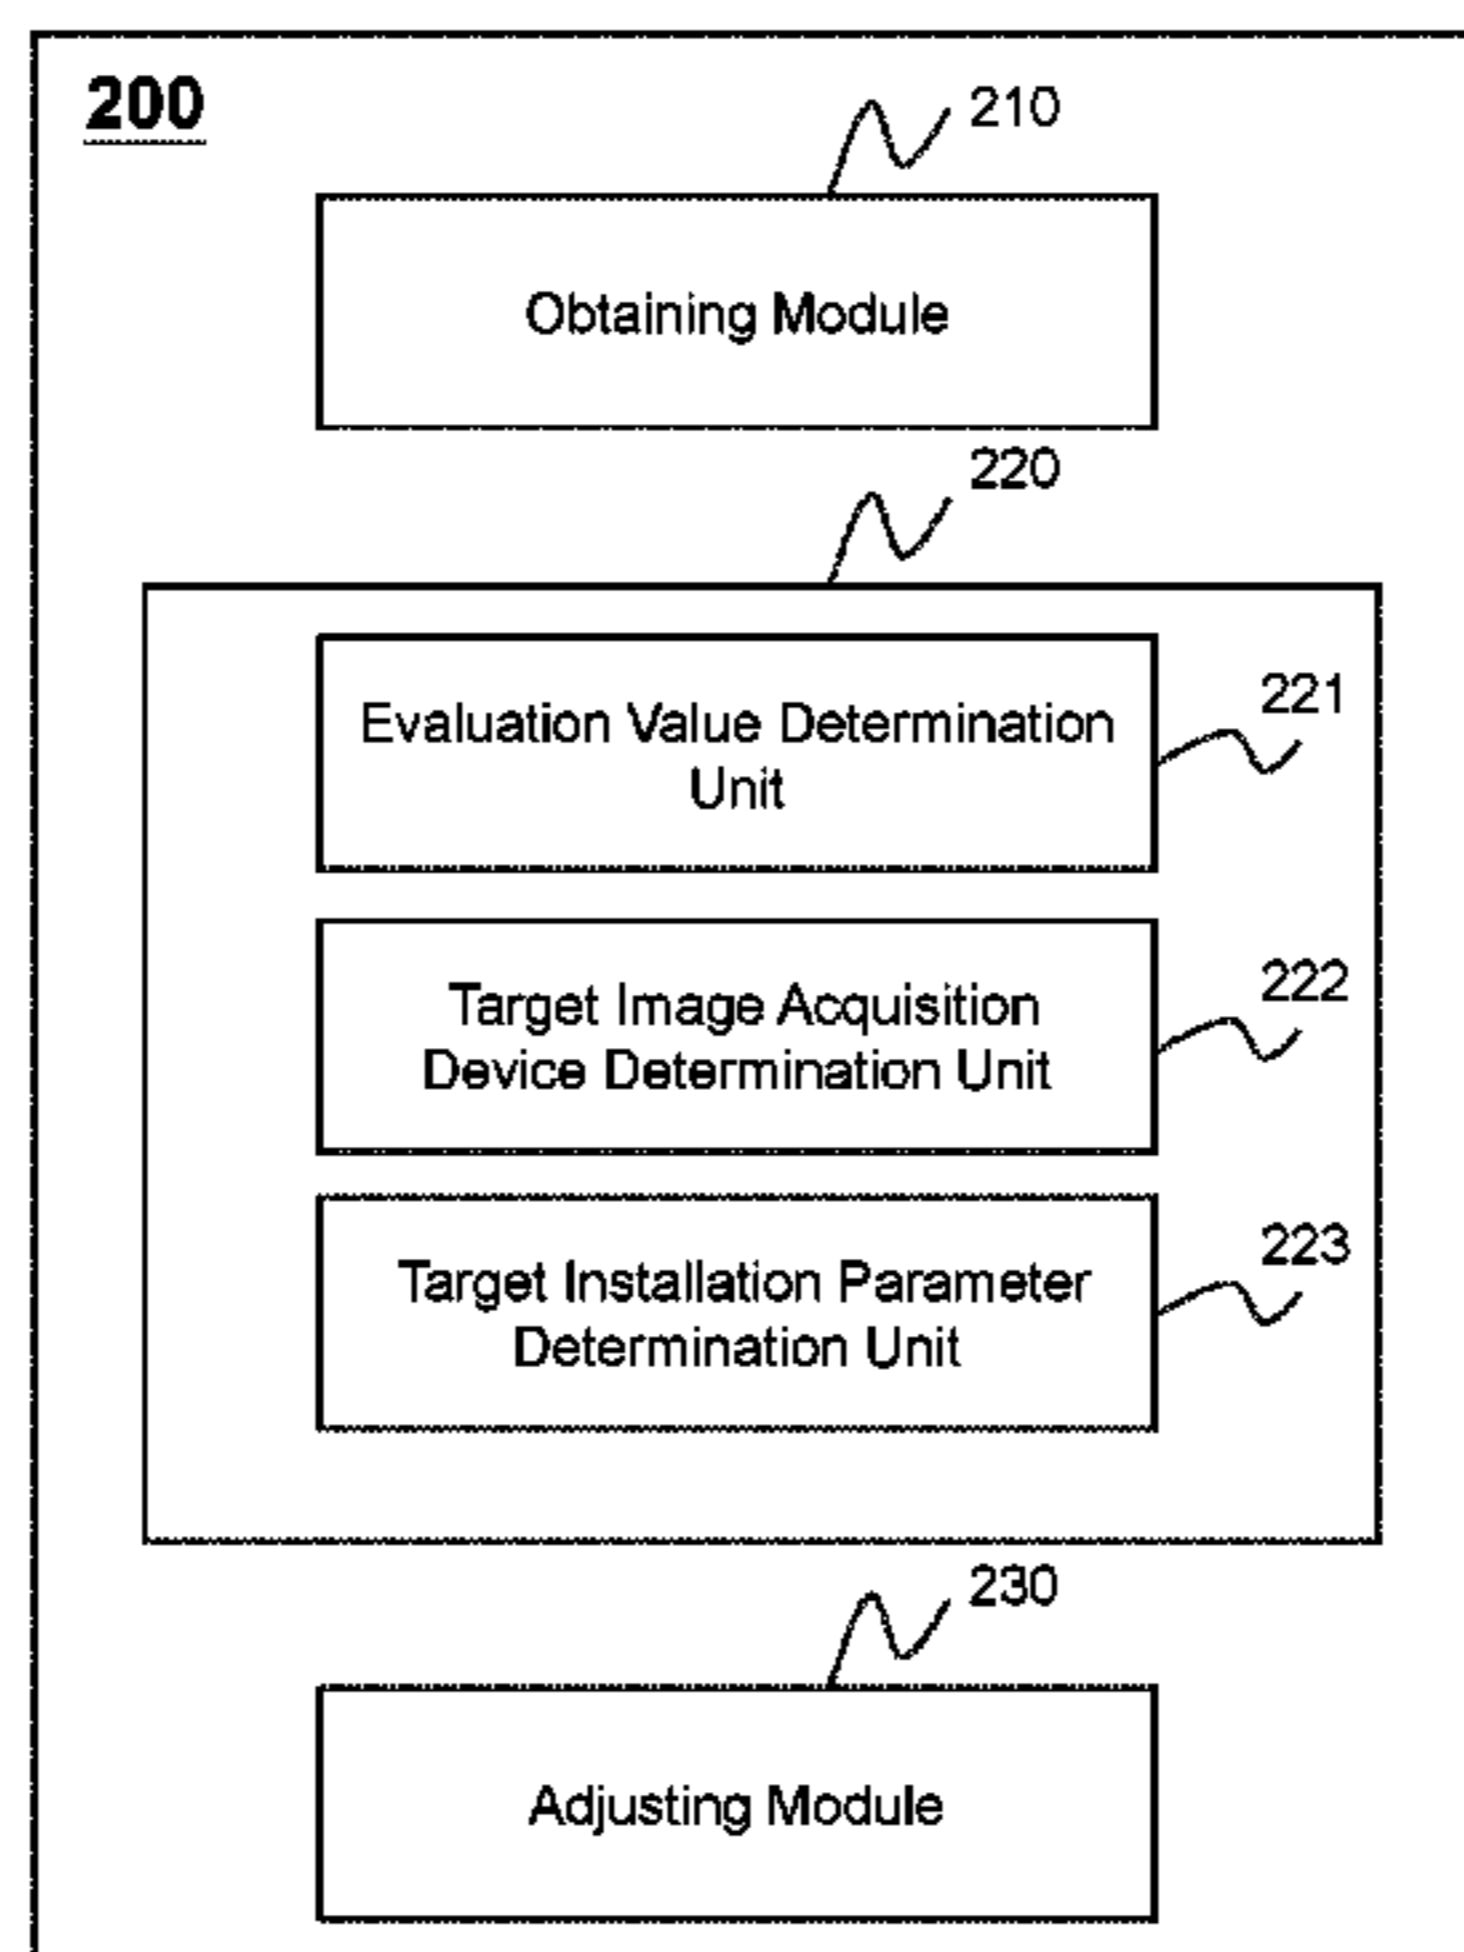 200
210
Obtaining Module
220
Evaluation Value Determination
Unit
221
Target Image Acquisition
Device Determination Unit
222
Target Installation Parameter
Determination Unit
223
230
Adjusting Module